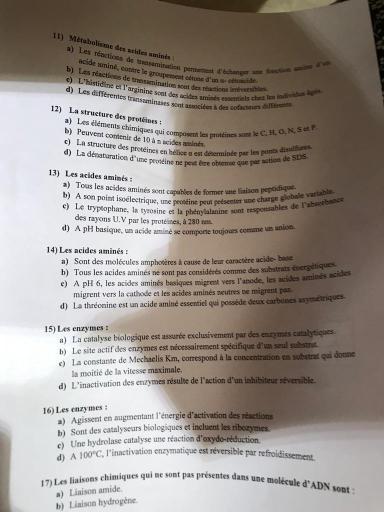 11) Métabolisme des acides aminés :
a) Les réactions de transamination permettent d'échanger une fonction amine d'un
acide aminé, contre le groupement cétone d'un α- cétoacide.
b) Les réactions de transamination sont des réactions irréversibles.
c) L'histidine et l'arginine sont des acides aminés essentiels chez les individus âgés.
d) Les différentes transaminases sont associées à des cofacteurs différents.
12) La structure des protéines :
a) Les éléments chimiques qui composent les protéines sont le C, H, O, N, S et P.
b) Peuvent contenir de 10 à n acides aminés.
c) La structure des protéines en hélice α est déterminée par les ponts disulfures.
d) La dénaturation d'une protéine ne peut être obtenue que par action de SDS.
13) Les acides aminés :
a) Tous les acides aminés sont capables de former une liaison peptidique.
b) A son point isoélectrique, une protéine peut présenter une charge globale variable.
c) Le tryptophane, la tyrosine et la phénylalanine sont responsables de l'absorbance
des rayons U.V par les protéines, à 280 nm.
d) A pH basique, un acide aminé se comporte toujours comme un anion.
14) Les acides aminés :
a) Sont des molécules amphotères à cause de leur caractère acide- base
b) Tous les acides aminés ne sont pas considérés comme des substrats énergétiques.
c) A pH 6, les acides aminés basiques migrent vers l'anode, les acides aminés acides
migrent vers la cathode et les acides aminés neutres ne migrent pas.
d) La thréonine est un acide aminé essentiel qui possède deux carbones asymétriques.
15) Les enzymes :
a) La catalyse biologique est assurée exclusivement par des enzymes catalytiques.
b) Le site actif des enzymes est nécessairement spécifique d'un seul substrat.
c) La constante de Mechaelis Km, correspond à la concentration en substrat qui donne
la moitié de la vitesse maximale.
d) L'inactivation des enzymes résulte de l'action d'un inhibiteur réversible.
16) Les enzymes :
a) Agissent en augmentant l'énergie d'activation des réactions
b) Sont des catalyseurs biologiques et incluent les ribozymes.
c) Une hydrolase catalyse une réaction d'oxydo-réduction.
d) A 100°C, l'inactivation enzymatique est réversible par refroidissement.
17) Les liaisons chimiques qui ne sont pas présentes dans une molécule d'ADN sont :
a) Liaison amide.
b) Liaison hydrogène.